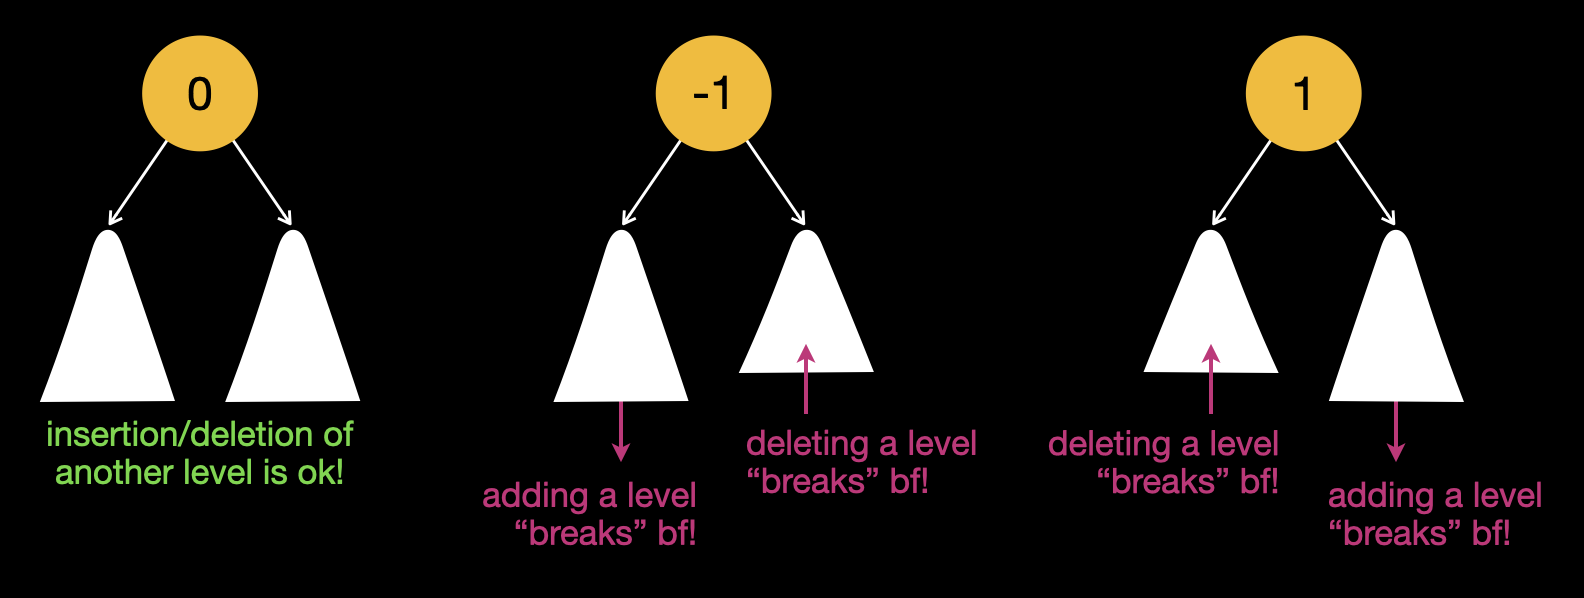 0
-1
1
insertion/deletion of
another level is ok!
adding a level
“breaks” bf!
deleting a level
“breaks” bf!
deleting a level
“breaks” bf!
adding a level
“breaks” bf!